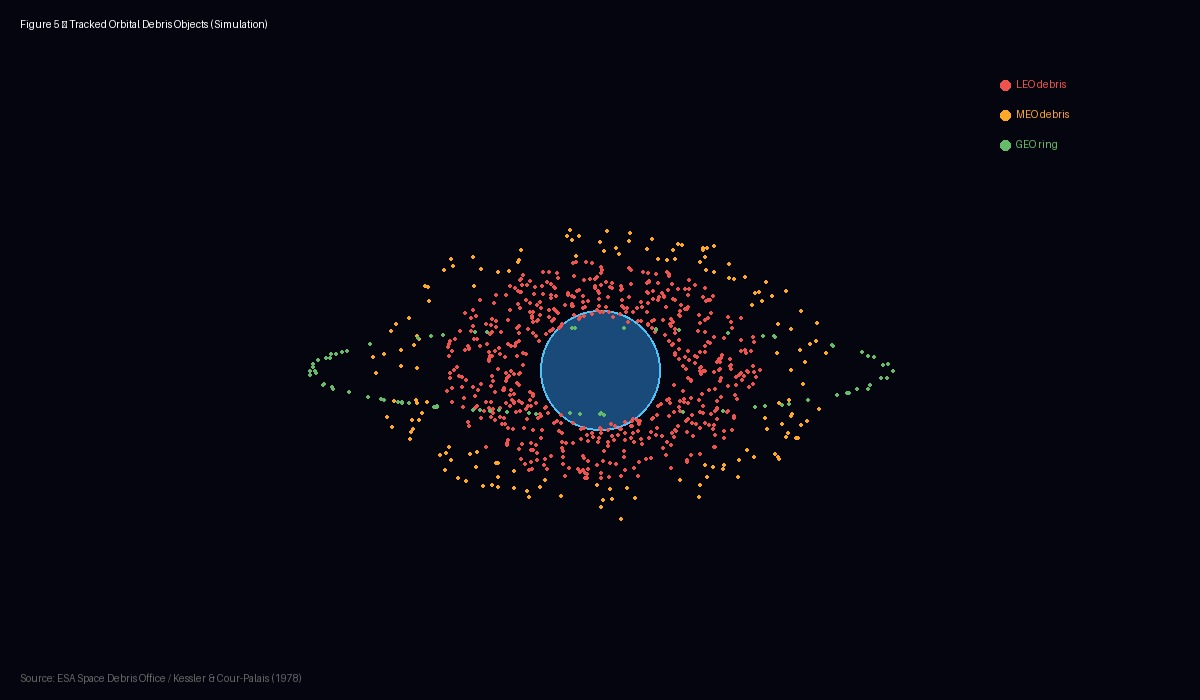 Figure 5 ▯ Tracked Orbital Debris Objects (Simulation)
LEO debris
MEO debris
GEO ring
Source: ESA Space Debris Office / Kessler & Cour-Palais (1978)